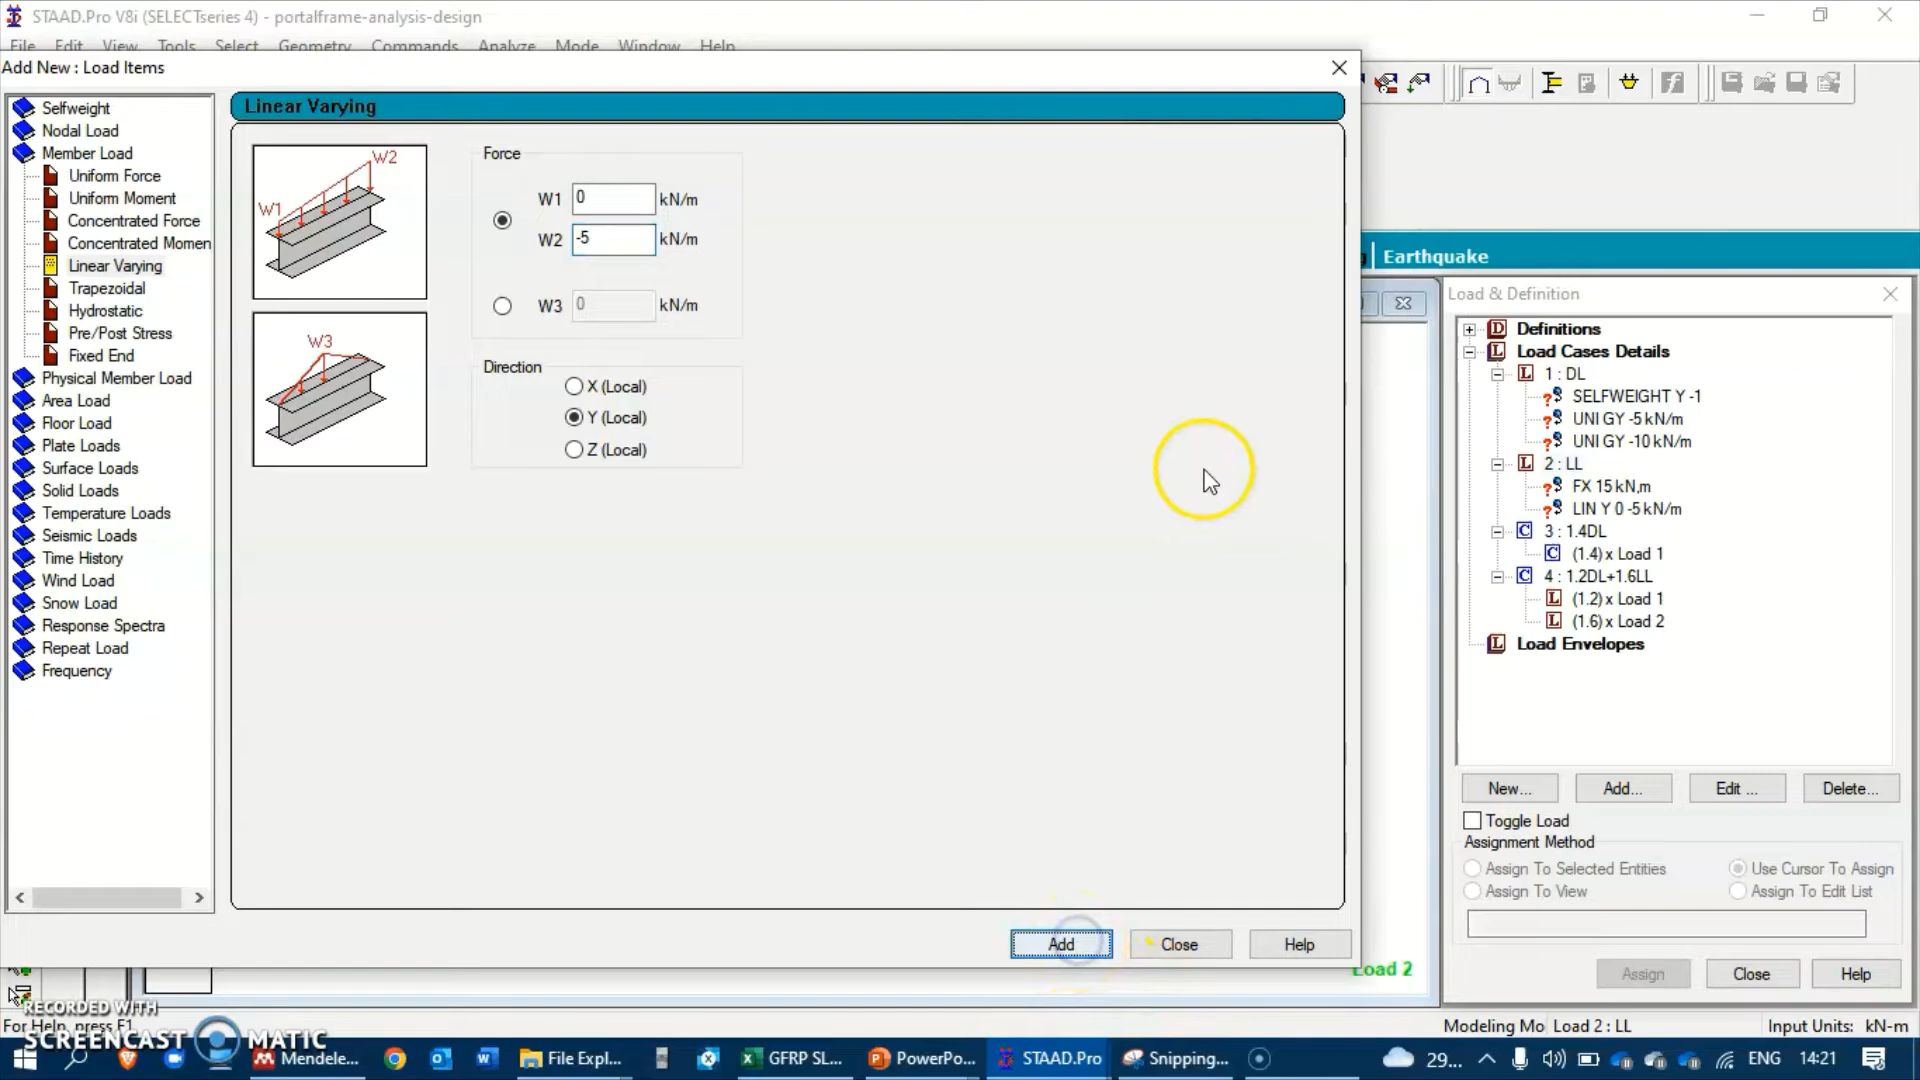 STAAD.Pro V8i (SELECTseries 4) - portalframe-analysis-design
File Edit View Tools Select Geometry Commands Analyze Mode Window Help
Add New : Load Items
Selfweight
Nodal Load
Member Load
Uniform Force
Uniform Moment
Concentrated Force
Concentrated Momen
Linear Varying
Trapezoidal
Hydrostatic
Pre/Post Stress
Fixed End
Physical Member Load
Area Load
Floor Load
Plate Loads
Surface Loads
Solid Loads
Temperature Loads
Seismic Loads
Time History
Wind Load
Snow Load
Response Spectra
Repeat Load
Frequency
Linear Varying
W2
W1
W3
Force
W1 0 kN/m
W2 -5 kN/m
W3 0 kN/m
Direction
X (Local)
Y (Local)
Z (Local)
Add Close Help
Earthquake
Load & Definition
Definitions
Load Cases Details
1 : DL
SELFWEIGHT Y -1
UNI GY -5 kN/m
UNI GY -10 kN/m
2 : LL
FX 15 kN,m
LIN Y 0 -5 kN/m
3 : 1.4DL
(1.4) x Load 1
4 : 1.2DL+1.6LL
(1.2) x Load 1
(1.6) x Load 2
Load Envelopes
New... Add... Edit ... Delete...
Toggle Load
Assignment Method
Assign To Selected Entities Use Cursor To Assign
Assign To View Assign To Edit List
Assign Close Help
Load 2
For Help, press F1
Modeling Mo Load 2 : LL Input Units: kN-m
RECORDED WITH
SCREENCAST MATIC
Mendele... File Expl... GFRP SL... PowerPo... STAAD.Pro Snipping... 29... ENG 14:21